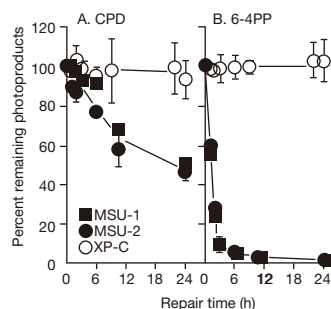 A. CPD B. 6-4PP
Percent remaining photoproducts
120
100
80
60
40
20
0
MSU-1
MSU-2
XP-C
0 6 12 18 24 0 6 12 18 24
Repair time (h)